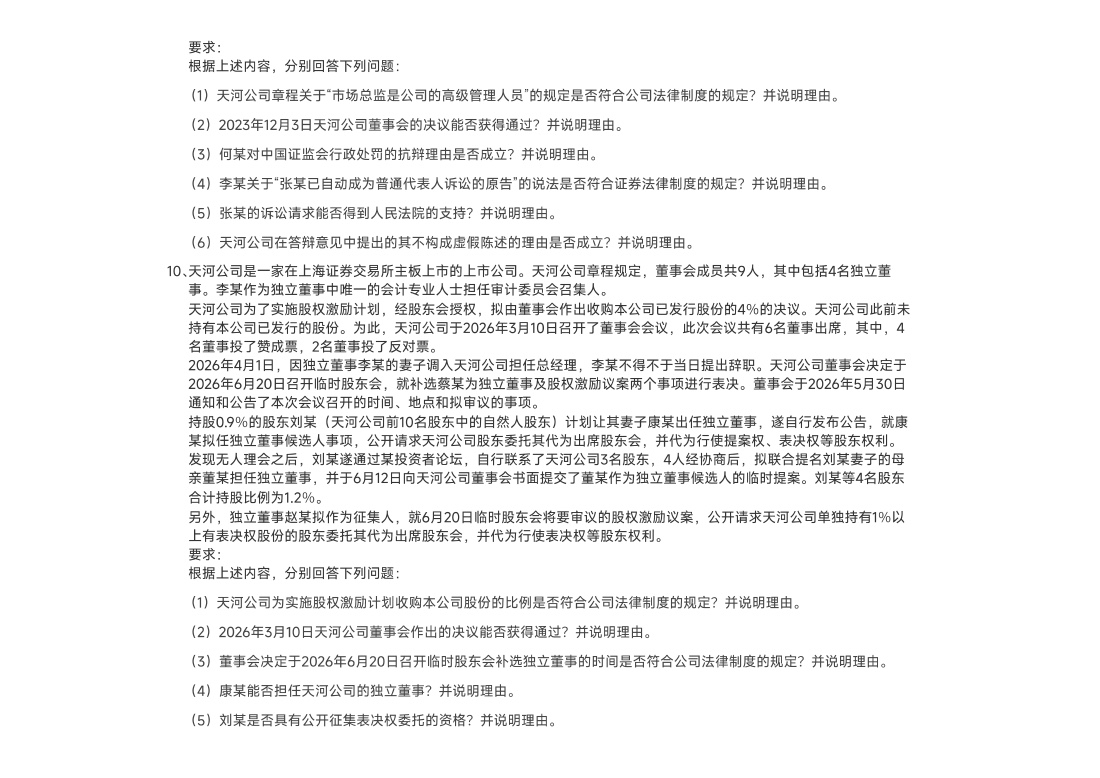 要求：
根据上述内容，分别回答下列问题：
（1）天河公司章程关于“市场总监是公司的高级管理人员”的规定是否符合公司法律制度的规定？并说明理由。
（2）2023年12月3日天河公司董事会的决议能否获得通过？并说明理由。
（3）何某对中国证监会行政处罚的抗辩理由是否成立？并说明理由。
（4）李某关于“张某已自动成为普通代表人诉讼的原告”的说法是否符合证券法律制度的规定？并说明理由。
（5）张某的诉讼请求能否得到人民法院的支持？并说明理由。
（6）天河公司在答辩意见中提出的其不构成虚假陈述的理由是否成立？并说明理由。
10、天河公司是一家在上海证券交易所主板上市的上市公司。天河公司章程规定，董事会成员共9人，其中包括4名独立董
事。李某作为独立董事中唯一的会计专业人士担任审计委员会召集人。
天河公司为了实施股权激励计划，经股东会授权，拟由董事会作出收购本公司已发行股份的4%的决议。天河公司此前未
持有本公司已发行的股份。为此，天河公司于2026年3月10日召开了董事会会议，此次会议共有6名董事出席，其中，4
名董事投了赞成票，2名董事投了反对票。
2026年4月1日，因独立董事李某的妻子调入天河公司担任总经理，李某不得不于当日提出辞职。天河公司董事会决定于
2026年6月20日召开临时股东会，就补选蔡某为独立董事及股权激励议案两个事项进行表决。董事会于2026年5月30日
通知和公告了本次会议召开的时间、地点和拟审议的事项。
持股0.9%的股东刘某（天河公司前10名股东中的自然人股东）计划让其妻子康某出任独立董事，遂自行发布公告，就康
某拟任独立董事候选人事项，公开请求天河公司股东委托其代为出席股东会，并代为行使提案权、表决权等股东权利。
发现无人理会之后，刘某遂通过某投资者论坛，自行联系了天河公司3名股东，4人经协商后，拟联合提名刘某妻子的母
亲董某担任独立董事，并于6月12日向天河公司董事会书面提交了董某作为独立董事候选人的临时提案。刘某等4名股东
合计持股比例为1.2%。
另外，独立董事赵某拟作为征集人，就6月20日临时股东会将要审议的股权激励议案，公开请求天河公司单独持有1%以
上有表决权股份的股东委托其代为出席股东会，并代为行使表决权等股东权利。
要求：
根据上述内容，分别回答下列问题：
（1）天河公司为实施股权激励计划收购本公司股份的比例是否符合公司法律制度的规定？并说明理由。
（2）2026年3月10日天河公司董事会作出的决议能否获得通过？并说明理由。
（3）董事会决定于2026年6月20日召开临时股东会补选独立董事的时间是否符合公司法律制度的规定？并说明理由。
（4）康某能否担任天河公司的独立董事？并说明理由。
（5）刘某是否具有公开征集表决权委托的资格？并说明理由。